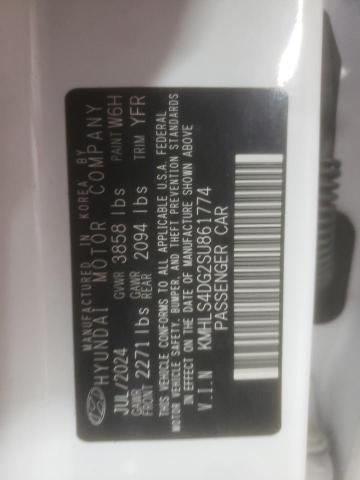 MANUFACTURED IN KOREA BY
HYUNDAI MOTOR COMPANY
JUL/2024 GVWR 3858 lbs PAINT W6H
GAWR FRONT 2271 lbs GAWR REAR 2094 lbs TRIM YFR
THIS VEHICLE CONFORMS TO ALL APPLICABLE U.S.A. FEDERAL
MOTOR VEHICLE SAFETY, BUMPER, AND THEFT PREVENTION STANDARDS
IN EFFECT ON THE DATE OF MANUFACTURE SHOWN ABOVE
V.I.N KMHLS4DG2SU861774
PASSENGER CAR